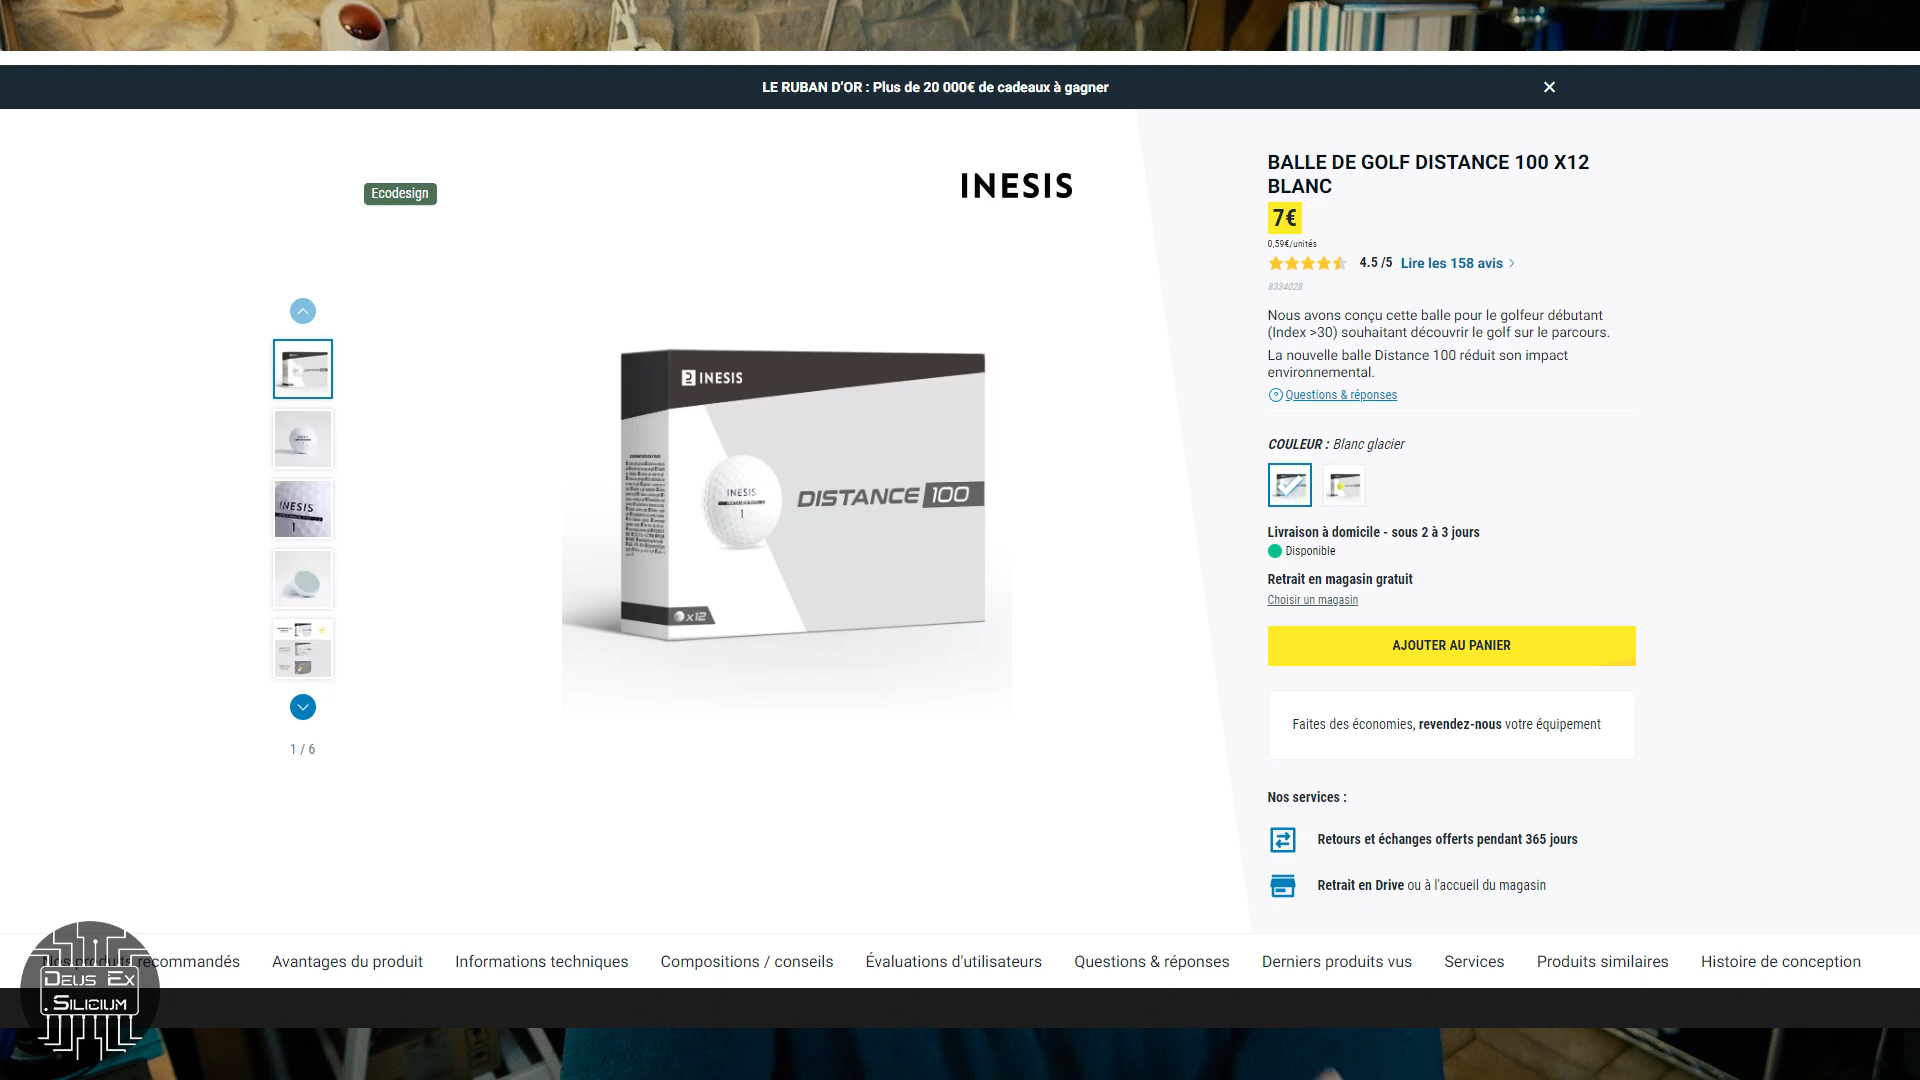 LE RUBAN D'OR : Plus de 20 000€ de cadeaux à gagner
Ecodesign
INESIS
BALLE DE GOLF DISTANCE 100 X12
BLANC
7€
0,59€/unités
4.5 /5 Lire les 158 avis
8334028
Nous avons conçu cette balle pour le golfeur débutant
(Index >30) souhaitant découvrir le golf sur le parcours.
La nouvelle balle Distance 100 réduit son impact
environnemental.
Questions & réponses
COULEUR : Blanc glacier
Livraison à domicile - sous 2 à 3 jours
Disponible
Retrait en magasin gratuit
Choisir un magasin
AJOUTER AU PANIER
Faites des économies, revendez-nous votre équipement
Nos services :
Retours et échanges offerts pendant 365 jours
Retrait en Drive ou à l'accueil du magasin
INESIS
INESIS
1
DISTANCE 100
x12
INESIS
1
1 / 6
Nos produits recommandés
Avantages du produit
Informations techniques
Compositions / conseils
Évaluations d'utilisateurs
Questions & réponses
Derniers produits vus
Services
Produits similaires
Histoire de conception
DEUS EX
SILICIUM